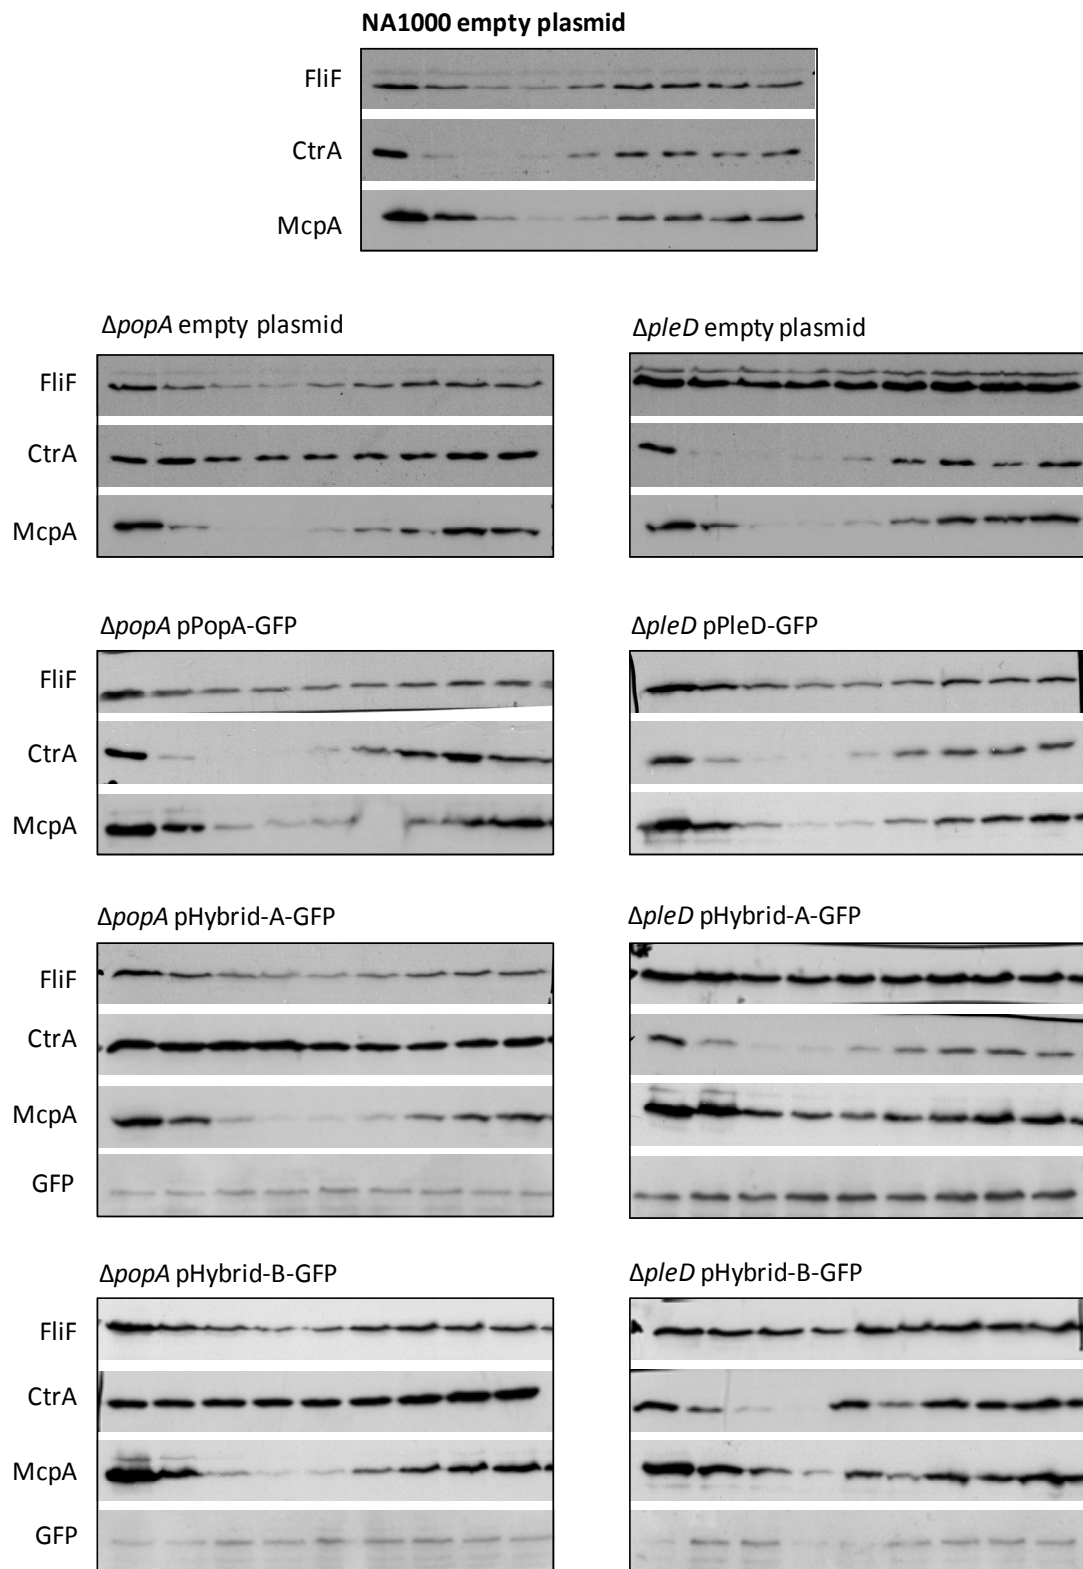 NA1000 empty plasmid
FliF
CtrA
McpA
ΔpopA empty plasmid
FliF
CtrA
McpA
ΔpleD empty plasmid
ΔpopA pPopA-GFP
FliF
CtrA
McpA
ΔpleD pPleD-GFP
ΔpopA pHybrid-A-GFP
FliF
CtrA
McpA
GFP
ΔpleD pHybrid-A-GFP
ΔpopA pHybrid-B-GFP
FliF
CtrA
McpA
GFP
ΔpleD pHybrid-B-GFP